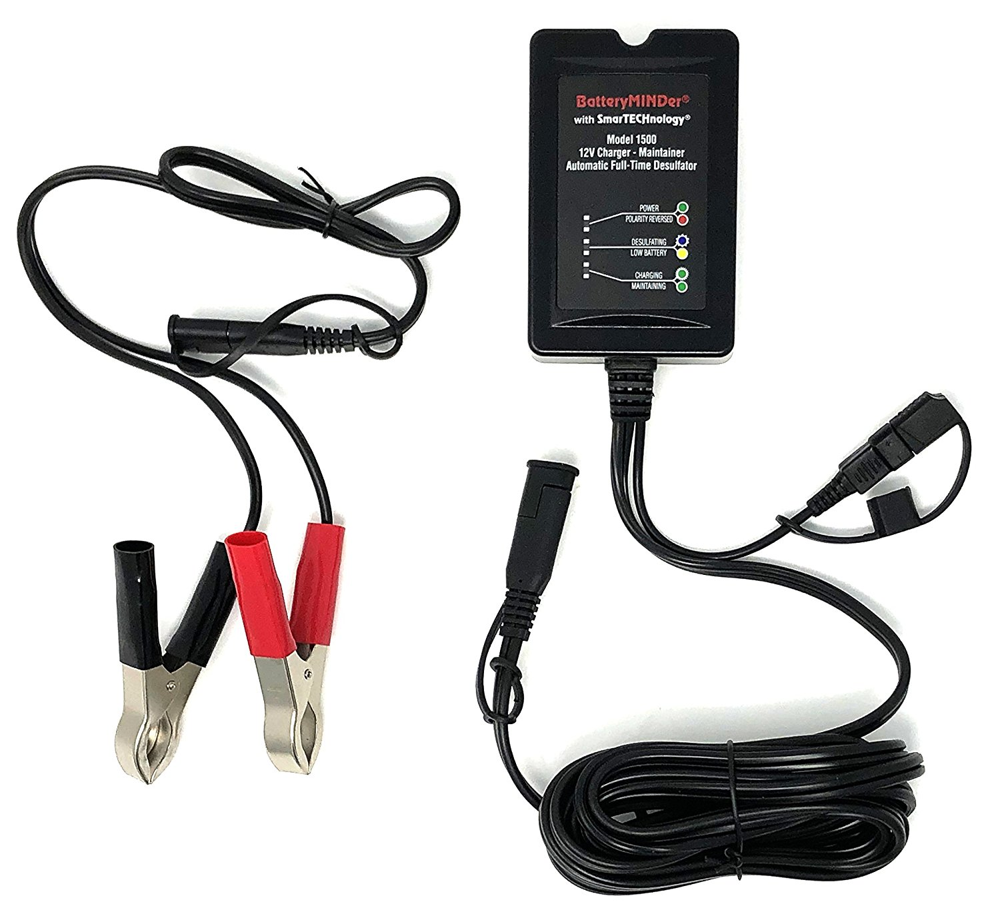 BatteryMINDer®
with SmarTECHnology®
Model 1500
12V Charger - Maintainer
Automatic Full-Time Desulfator
POWER
POLARITY REVERSED
DESULFATING
LOW BATTERY
CHARGING
MAINTAINING